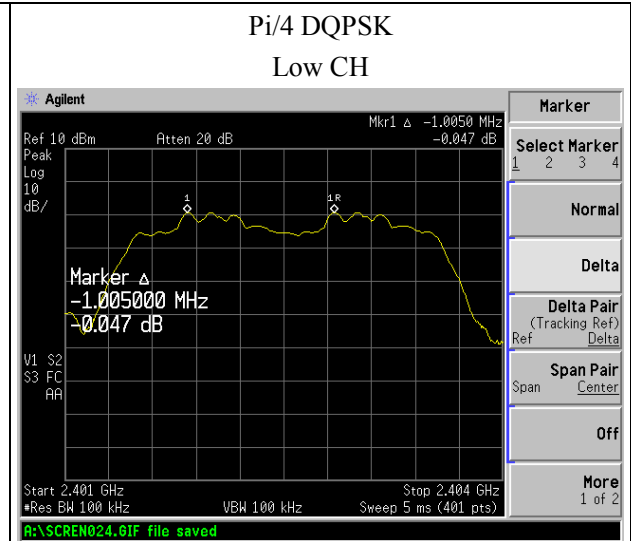 Pi/4 DQPSK
Low CH
Agilent
Mkr1 Δ -1.0050 MHz
Ref 10 dBm Atten 20 dB -0.047 dB
Peak
Log
10
dB/
1 1R
Marker Δ
-1.005000 MHz
-0.047 dB
V1 S2
S3 FC
AA
Start 2.401 GHz Stop 2.404 GHz
#Res BW 100 kHz VBW 100 kHz Sweep 5 ms (401 pts)
A:\SCREN024.GIF file saved
Marker
Select Marker
1 2 3 4
Normal
Delta
Delta Pair
(Tracking Ref)
Ref Delta
Span Pair
Span Center
Off
More
1 of 2